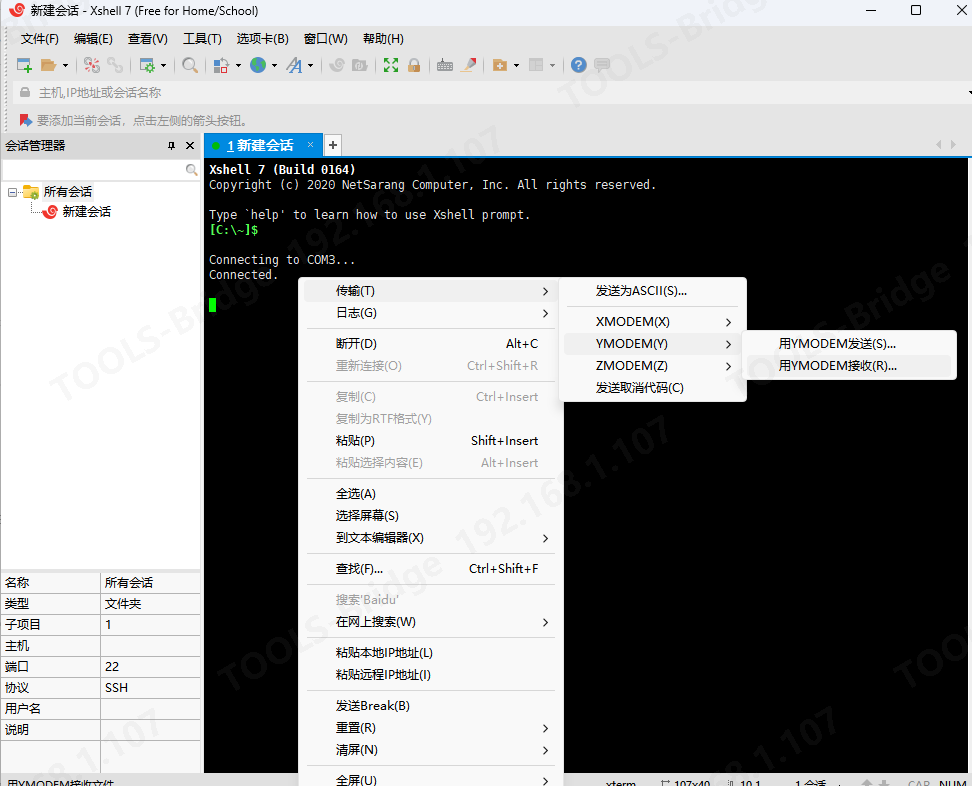 新建会话 - Xshell 7 (Free for Home/School)
文件(F) 编辑(E) 查看(V) 工具(T) 选项卡(B) 窗口(W) 帮助(H)
主机,IP地址或会话名称
要添加当前会话，点击左侧的箭头按钮。
会话管理器
1 新建会话
所有会话
新建会话
Xshell 7 (Build 0164)
Copyright (c) 2020 NetSarang Computer, Inc. All rights reserved.
Type `help' to learn how to use Xshell prompt.
[C:\~]$
Connecting to COM3...
Connected.
传输(T)
日志(G)
断开(D) Alt+C
重新连接(O) Ctrl+Shift+R
复制(C) Ctrl+Insert
复制为RTF格式(Y)
粘贴(P) Shift+Insert
粘贴选择内容(E) Alt+Insert
全选(A)
选择屏幕(S)
到文本编辑器(X)
查找(F)... Ctrl+Shift+F
搜索'Baidu'
在网上搜索(W)
粘贴本地IP地址(L)
粘贴远程IP地址(I)
发送Break(B)
重置(R)
清屏(N)
全屏(U)
发送为ASCII(S)...
XMODEM(X)
YMODEM(Y)
ZMODEM(Z)
发送取消代码(C)
用YMODEM发送(S)...
用YMODEM接收(R)...
名称 所有会话
类型 文件夹
子项目 1
主机
端口 22
协议 SSH
用户名
说明
用YMODEM接收文件
xterm 107x40 10,1 1 会话 CAP NUM
TOOLS-Bridge 192.168.1.107
TOOLS-Bridge 192.168.1.107